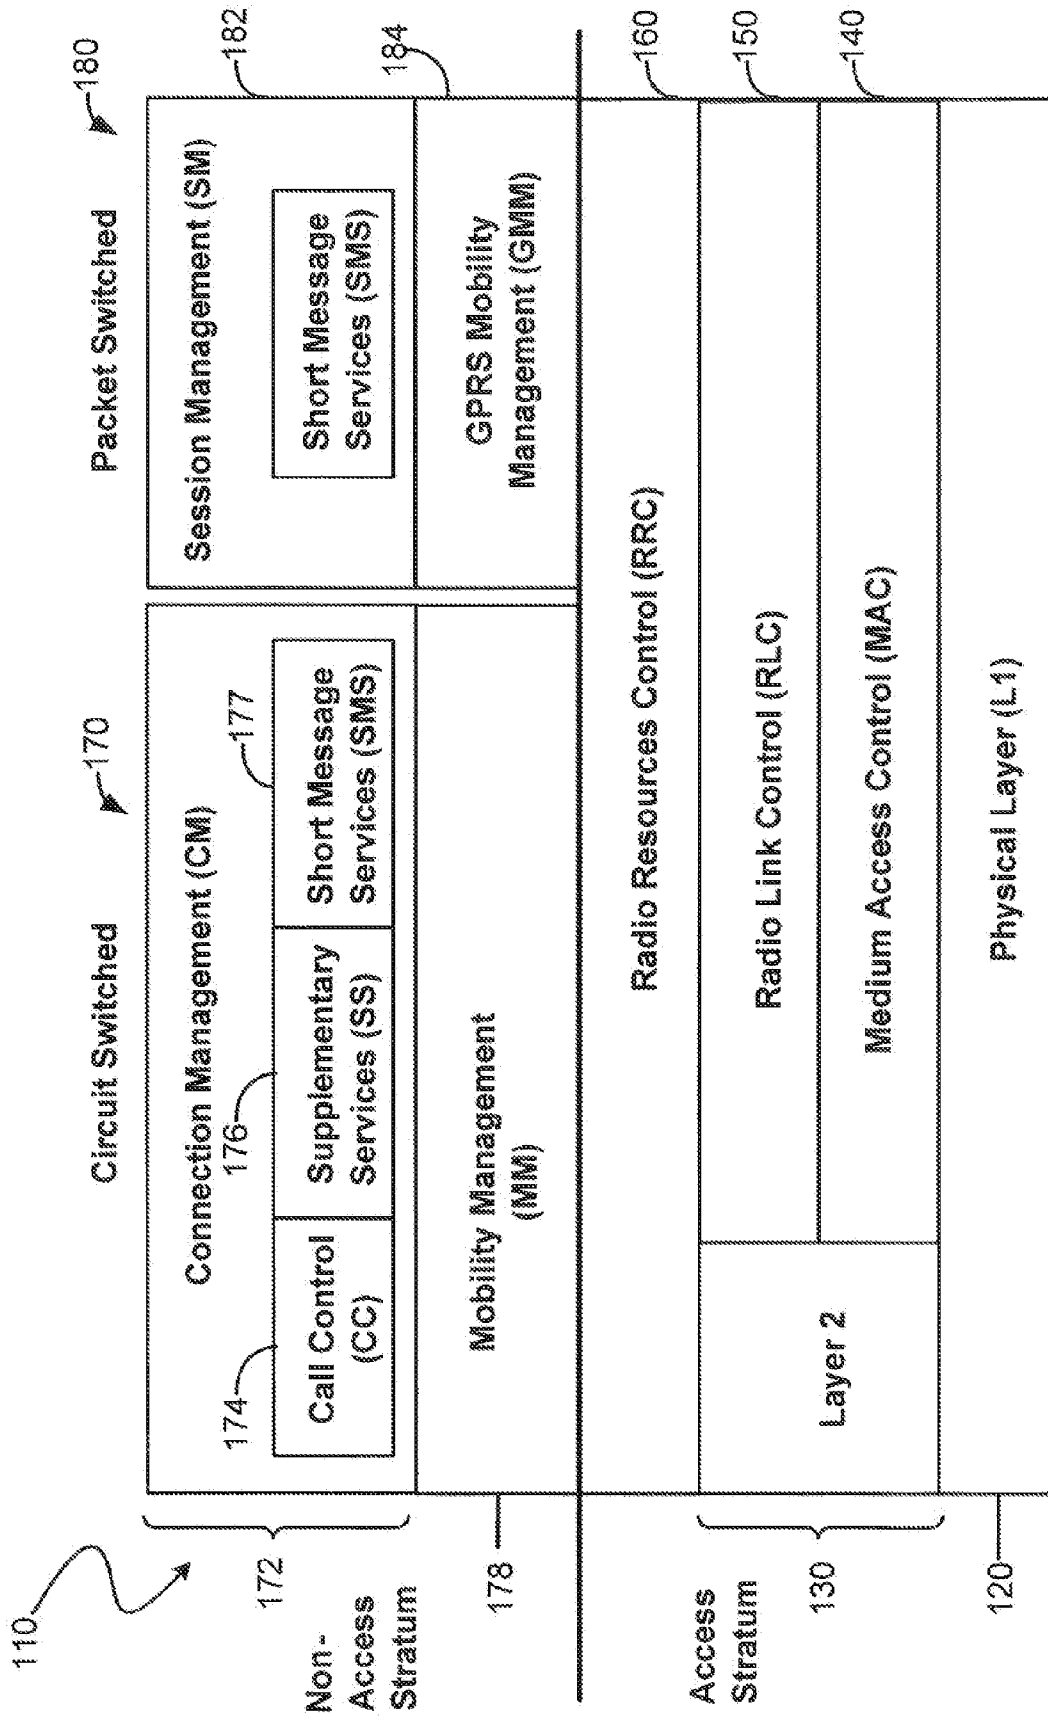 110
Circuit Switched
170
Packet Switched
180
Non-
Access
Stratum
172
Connection Management (CM)
174
176
177
Call Control
(CC)
Supplementary
Services (SS)
Short Message
Services (SMS)
Session Management (SM)
182
Short Message
Services (SMS)
178
Mobility Management
(MM)
GPRS Mobility
Management (GMM)
184
Access
Stratum
Radio Resources Control (RRC)
160
130
Layer 2
Radio Link Control (RLC)
150
Medium Access Control (MAC)
140
120
Physical Layer (L1)